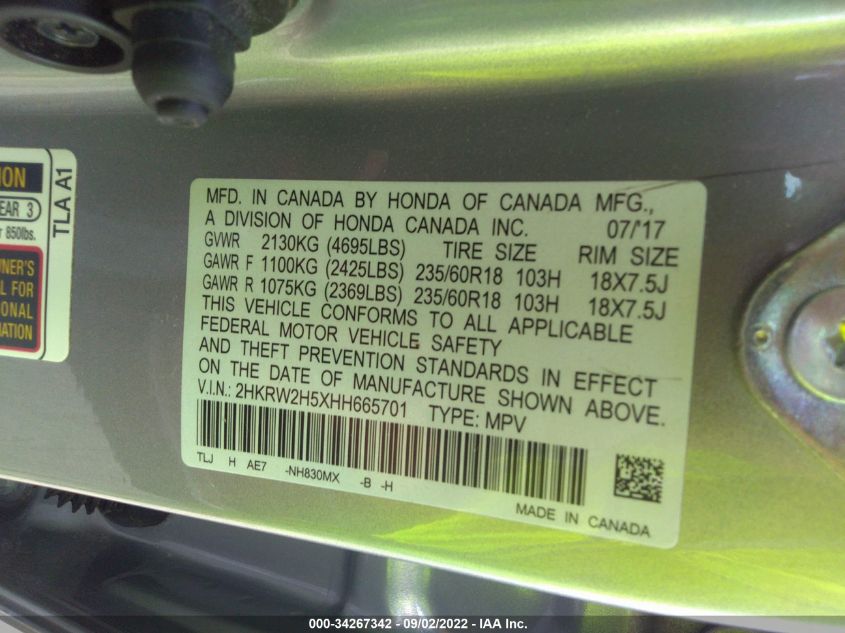 ION
EAR 3
r 850lbs.
WNER'S
L FOR
ONAL
MATION
TLA A1
MFD. IN CANADA BY HONDA OF CANADA MFG.,
A DIVISION OF HONDA CANADA INC. 07/'17
GVWR 2130KG (4695LBS) TIRE SIZE RIM SIZE
GAWR F 1100KG (2425LBS) 235/60R18 103H 18X7.5J
GAWR R 1075KG (2369LBS) 235/60R18 103H 18X7.5J
THIS VEHICLE CONFORMS TO ALL APPLICABLE
FEDERAL MOTOR VEHICLE SAFETY
AND THEFT PREVENTION STANDARDS IN EFFECT
ON THE DATE OF MANUFACTURE SHOWN ABOVE.
V.I.N.: 2HKRW2H5XHH665701 TYPE: MPV
TLJ H AE7 -NH830MX -B -H
MADE IN CANADA
000-34267342 - 09/02/2022 - IAA Inc.